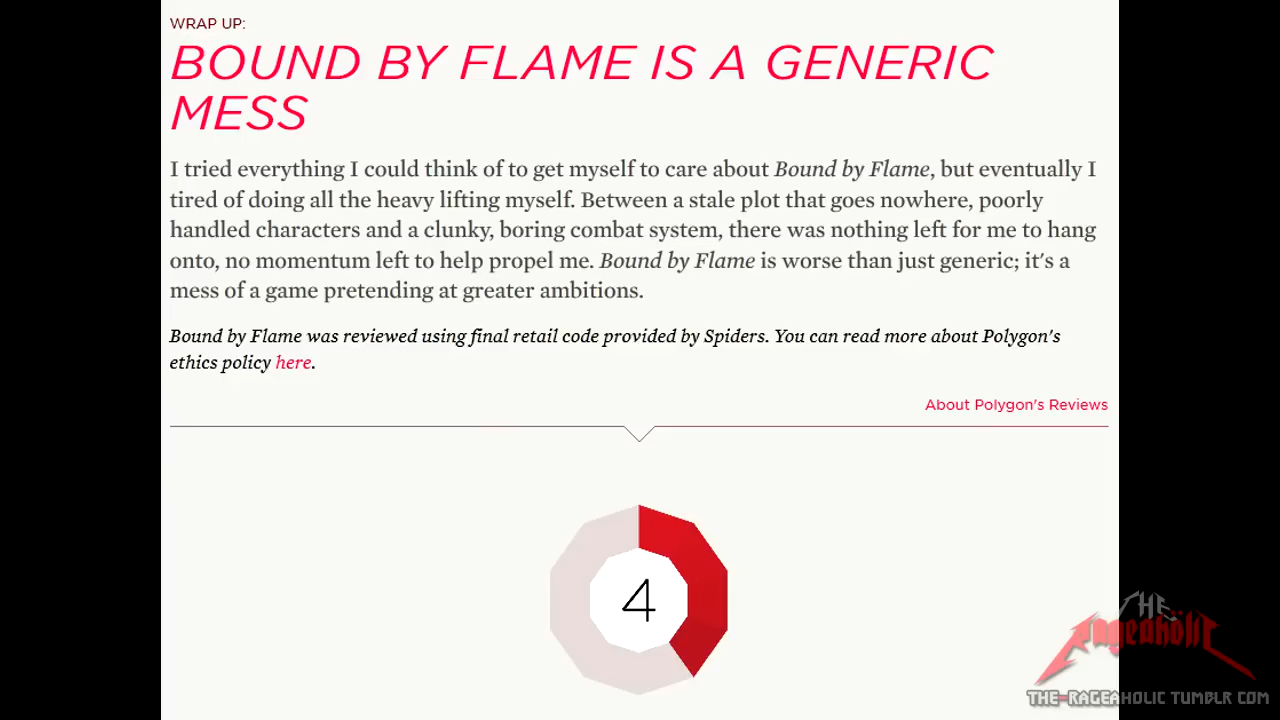 WRAP UP:
BOUND BY FLAME IS A GENERIC
MESS
I tried everything I could think of to get myself to care about Bound by Flame, but eventually I
tired of doing all the heavy lifting myself. Between a stale plot that goes nowhere, poorly
handled characters and a clunky, boring combat system, there was nothing left for me to hang
onto, no momentum left to help propel me. Bound by Flame is worse than just generic; it's a
mess of a game pretending at greater ambitions.
Bound by Flame was reviewed using final retail code provided by Spiders. You can read more about Polygon's
ethics policy here.
About Polygon's Reviews
4
THE
Rageaholic
THE-RAGEAHOLIC TUMBLR COM